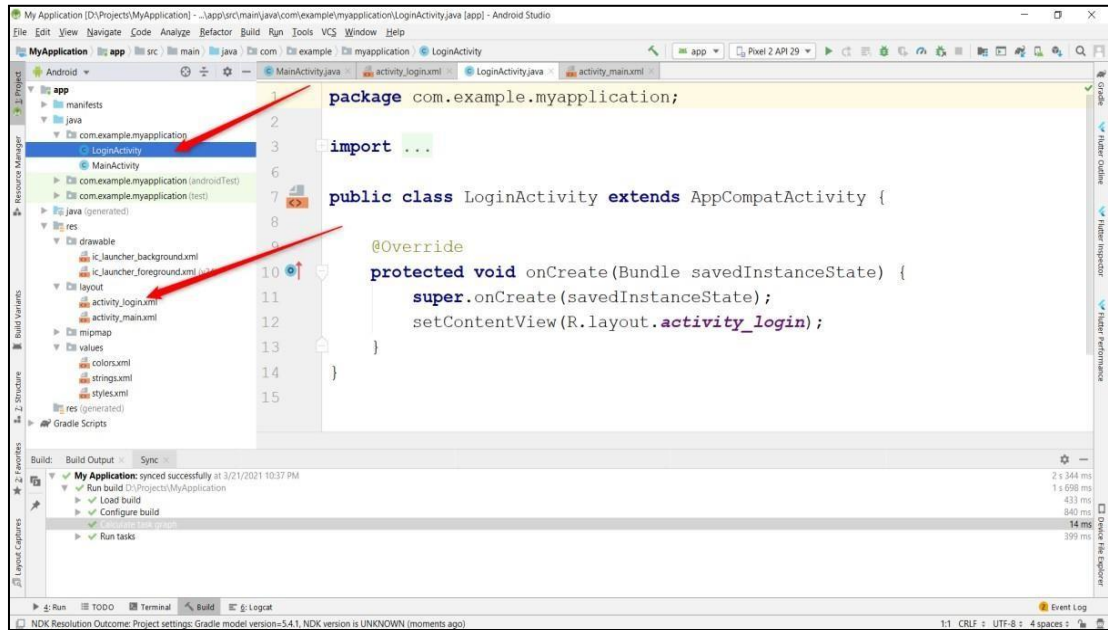 My Application [D:\Projects\MyApplication] - ...\app\src\main\java\com\example\myapplication\LoginActivity.java [app] - Android Studio
File Edit View Navigate Code Analyze Refactor Build Run Tools VCS Window Help
MyApplication app src main java com example myapplication LoginActivity app Pixel 2 API 29
Android MainActivity.java activity_login.xml LoginActivity.java activity_main.xml
1: Project
Resource Manager
Build Variants
7: Structure
2: Favorites
Layout Captures
app
manifests
java
com.example.myapplication
LoginActivity
MainActivity
com.example.myapplication (androidTest)
com.example.myapplication (test)
java (generated)
res
drawable
ic_launcher_background.xml
ic_launcher_foreground.xml
layout
activity_login.xml
activity_main.xml
mipmap
values
colors.xml
strings.xml
styles.xml
res (generated)
Gradle Scripts
1 package com.example.myapplication;
2
3 import ...
6
7 public class LoginActivity extends AppCompatActivity {
8
9 @Override
10 protected void onCreate(Bundle savedInstanceState) {
11 super.onCreate(savedInstanceState);
12 setContentView(R.layout.activity_login);
13 }
14 }
15
Gradle
Flutter Outline
Flutter Inspector
Flutter Performance
Device File Explorer
Build: Build Output Sync
My Application: synced successfully at 3/21/2021 10:37 PM 2 s 344 ms
Run build D:\Projects\MyApplication 1 s 698 ms
Load build 433 ms
Configure build 840 ms
Calculate task graph 14 ms
Run tasks 399 ms
4: Run TODO Terminal Build 6: Logcat 2 Event Log
NDK Resolution Outcome: Project settings: Gradle model version=5.4.1, NDK version is UNKNOWN (moments ago) 1:1 CRLF UTF-8 4 spaces